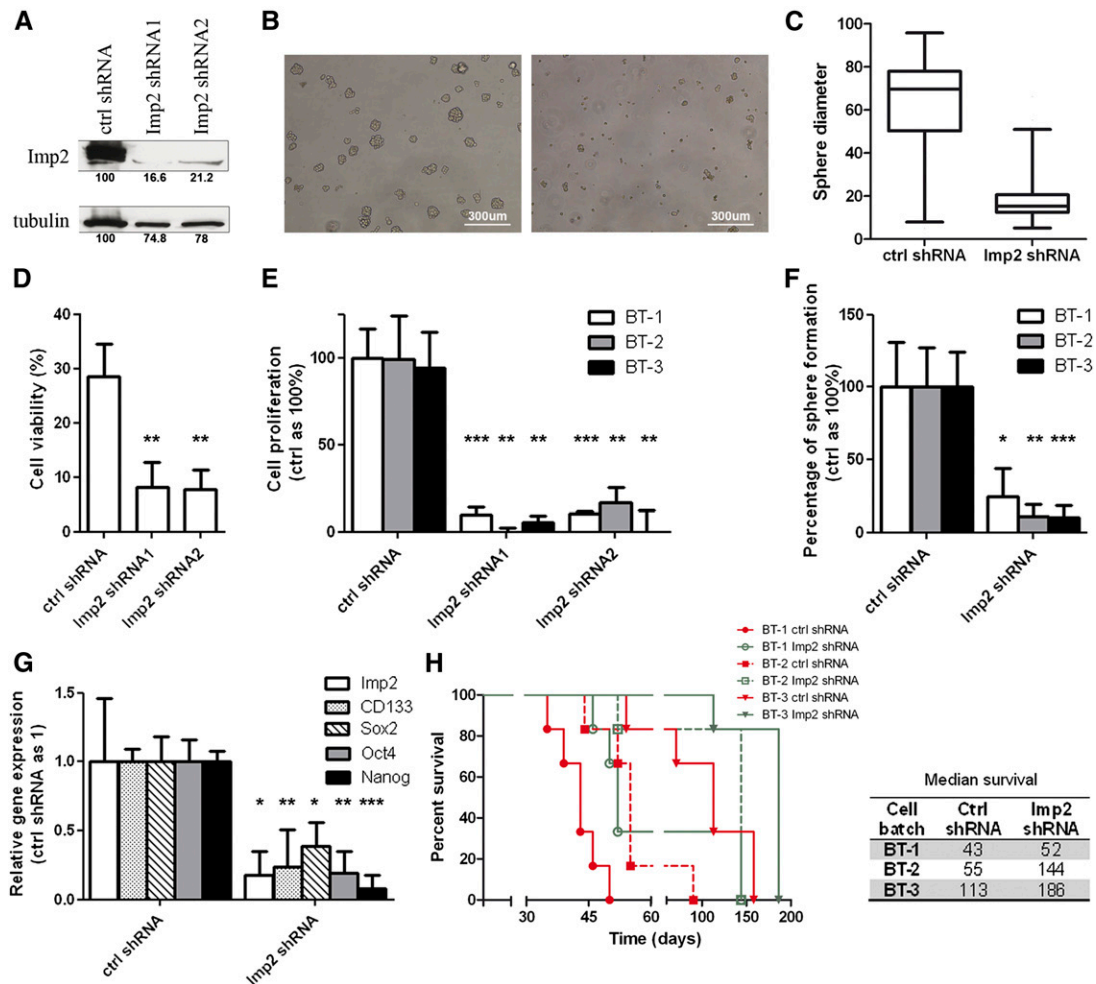 A
ctrl shRNA
Imp2 shRNA1
Imp2 shRNA2
Imp2
100 16.6 21.2
tubulin
100 74.8 78
B
300um
300um
C
Sphere diameter
100
80
60
40
20
0
ctrl shRNA Imp2 shRNA
D
Cell viability (%)
40
30
20
10
0
** **
ctrl shRNA
Imp2 shRNA1
Imp2 shRNA2
E
Cell proliferation
(ctrl as 100%)
100
50
0
BT-1
BT-2
BT-3
*** ** ** *** ** **
ctrl shRNA
Imp2 shRNA1
Imp2 shRNA2
F
Percentage of sphere formation
(ctrl as 100%)
150
100
50
0
BT-1
BT-2
BT-3
* ** ***
ctrl shRNA
Imp2 shRNA
G
Relative gene expression
(ctrl shRNA as 1)
1.5
1.0
0.5
0.0
Imp2
CD133
Sox2
Oct4
Nanog
* ** * ** ***
ctrl shRNA
Imp2 shRNA
H
BT-1 ctrl shRNA
BT-1 Imp2 shRNA
BT-2 ctrl shRNA
BT-2 Imp2 shRNA
BT-3 ctrl shRNA
BT-3 Imp2 shRNA
Percent survival
100
80
60
40
20
0
30 45 60 100 150 200
Time (days)
Median survival
Cell batch Ctrl shRNA Imp2 shRNA
BT-1 43 52
BT-2 55 144
BT-3 113 186